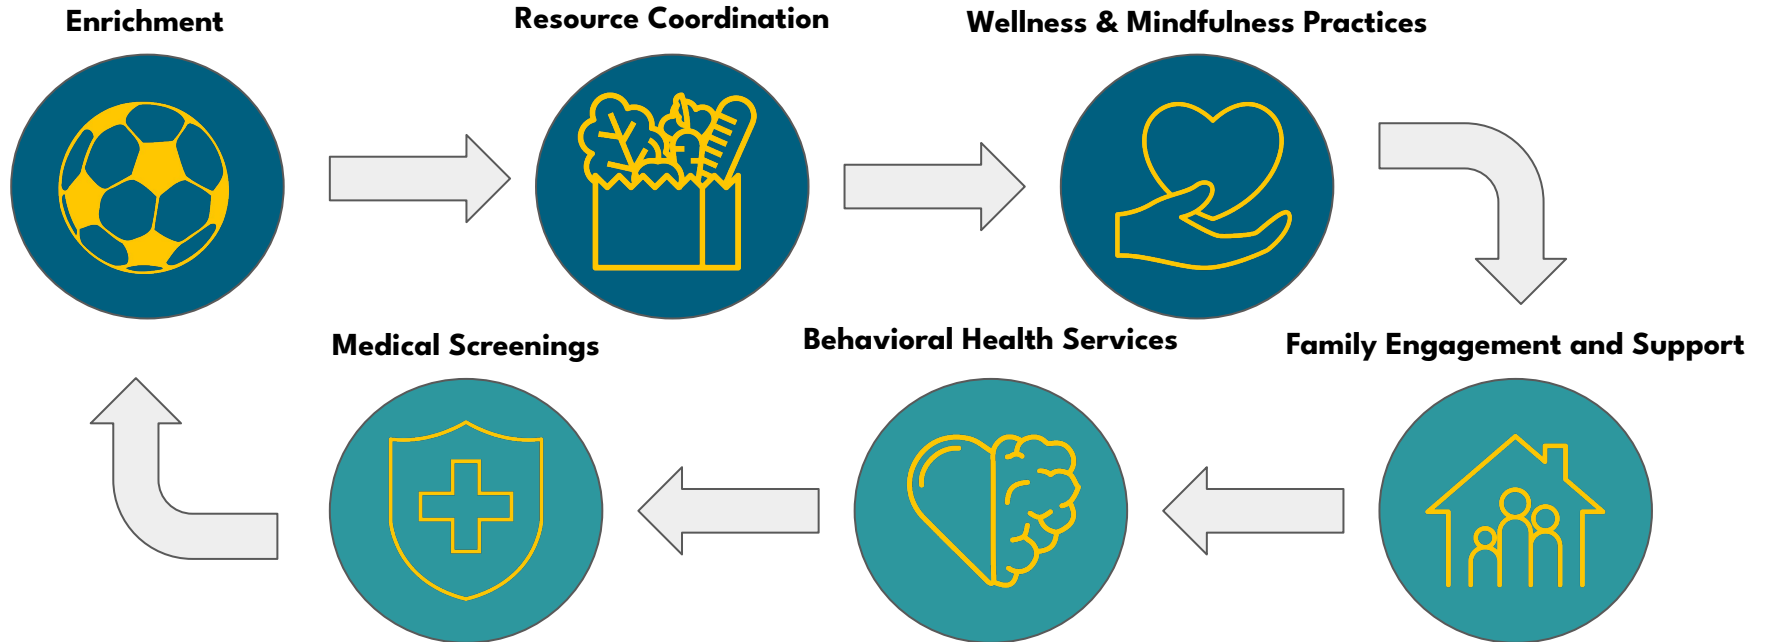 Enrichment
Resource Coordination
Wellness & Mindfulness Practices
Medical Screenings
Behavioral Health Services
Family Engagement and Support